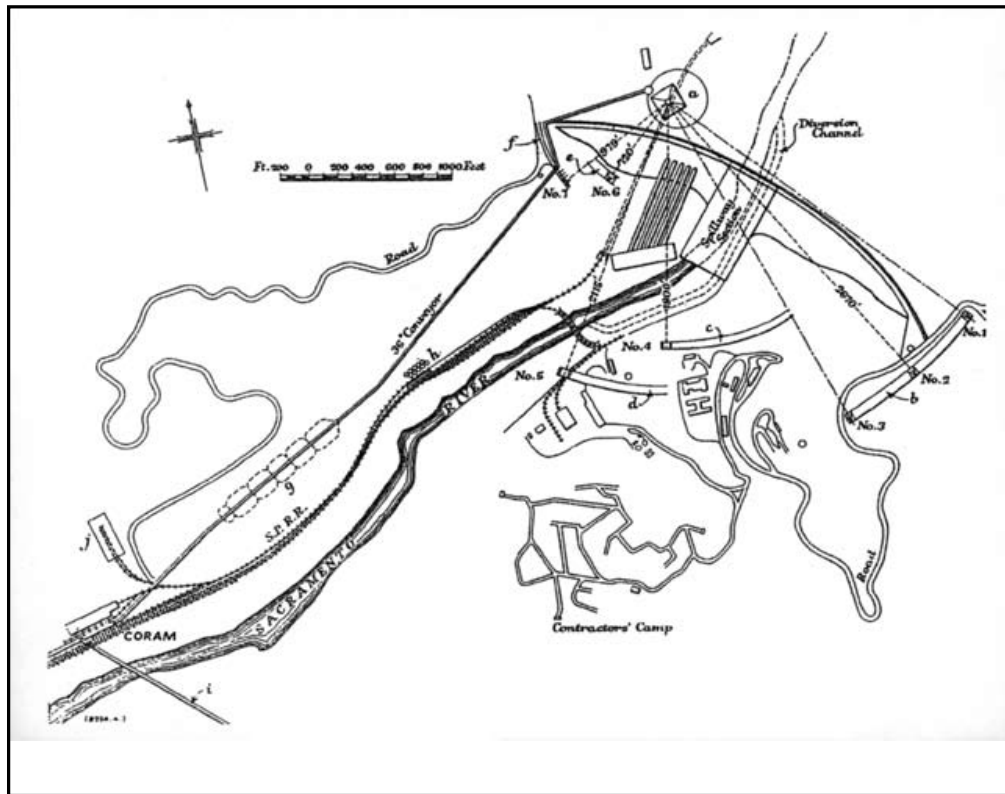 a
Diversion
Channel
f
Ft. 200 0 200 400 600 800 1000 Feet
e
700'
No.7
No.6
Spillway
Section
Road
2670'
36" Conveyor
c
No.1
No.4
h
No.2
No.5
b
d
No.3
RIVER
g
S.P.R.R.
j
SACRAMENTO
Road
Contractors' Camp
CORAM
i